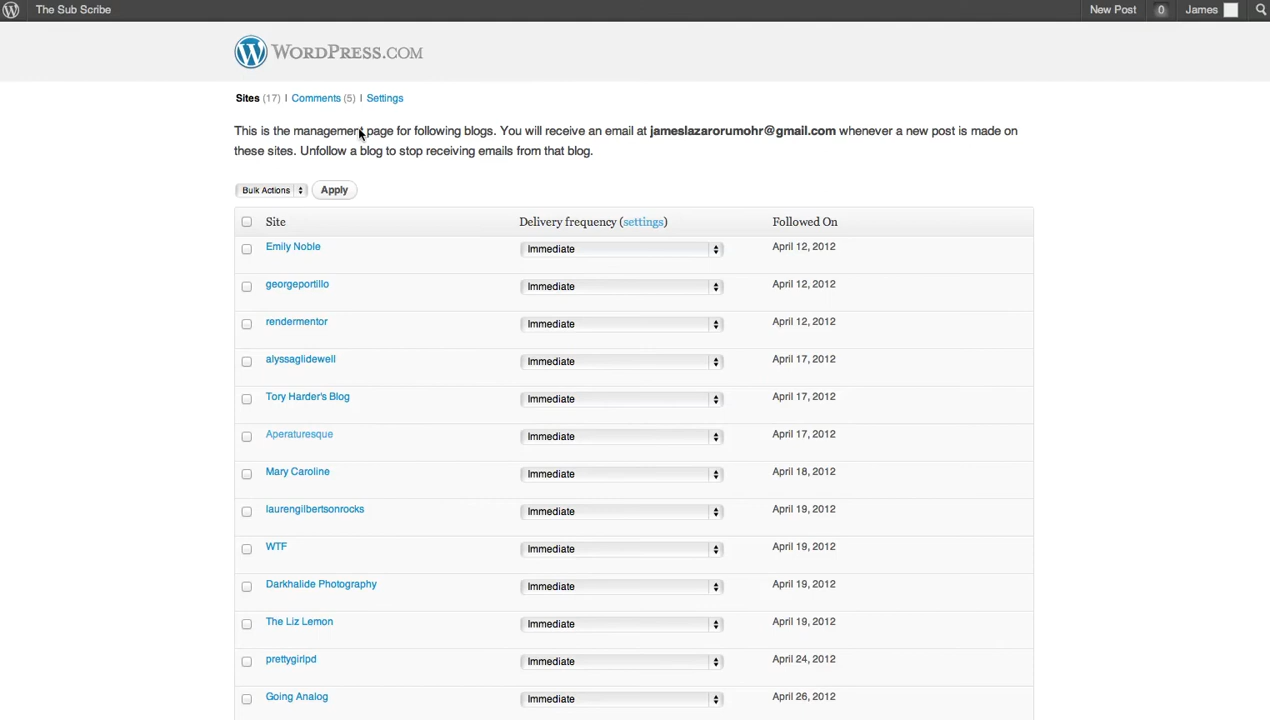 The Sub Scribe New Post 0 James
WORDPRESS.COM
Sites (17) | Comments (5) | Settings
This is the management page for following blogs. You will receive an email at jameslazarorumohr@gmail.com whenever a new post is made on
these sites. Unfollow a blog to stop receiving emails from that blog.
Bulk Actions Apply
Site Delivery frequency (settings) Followed On
Emily Noble Immediate April 12, 2012
georgeportillo Immediate April 12, 2012
rendermentor Immediate April 12, 2012
alyssaglidewell Immediate April 17, 2012
Tory Harder's Blog Immediate April 17, 2012
Aperaturesque Immediate April 17, 2012
Mary Caroline Immediate April 18, 2012
laurengilbertsonrocks Immediate April 19, 2012
WTF Immediate April 19, 2012
Darkhalide Photography Immediate April 19, 2012
The Liz Lemon Immediate April 19, 2012
prettygirlpd Immediate April 24, 2012
Going Analog Immediate April 26, 2012